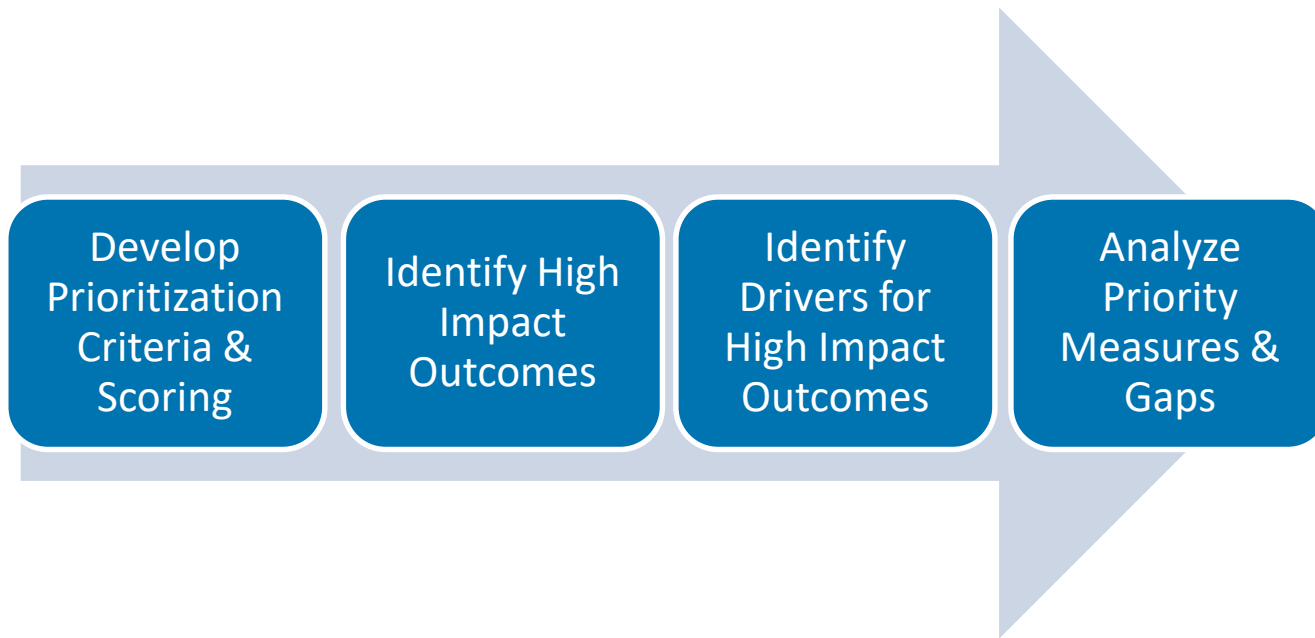 Develop
Prioritization
Criteria &
Scoring
Identify High
Impact
Outcomes
Identify
Drivers for
High Impact
Outcomes
Analyze
Priority
Measures &
Gaps